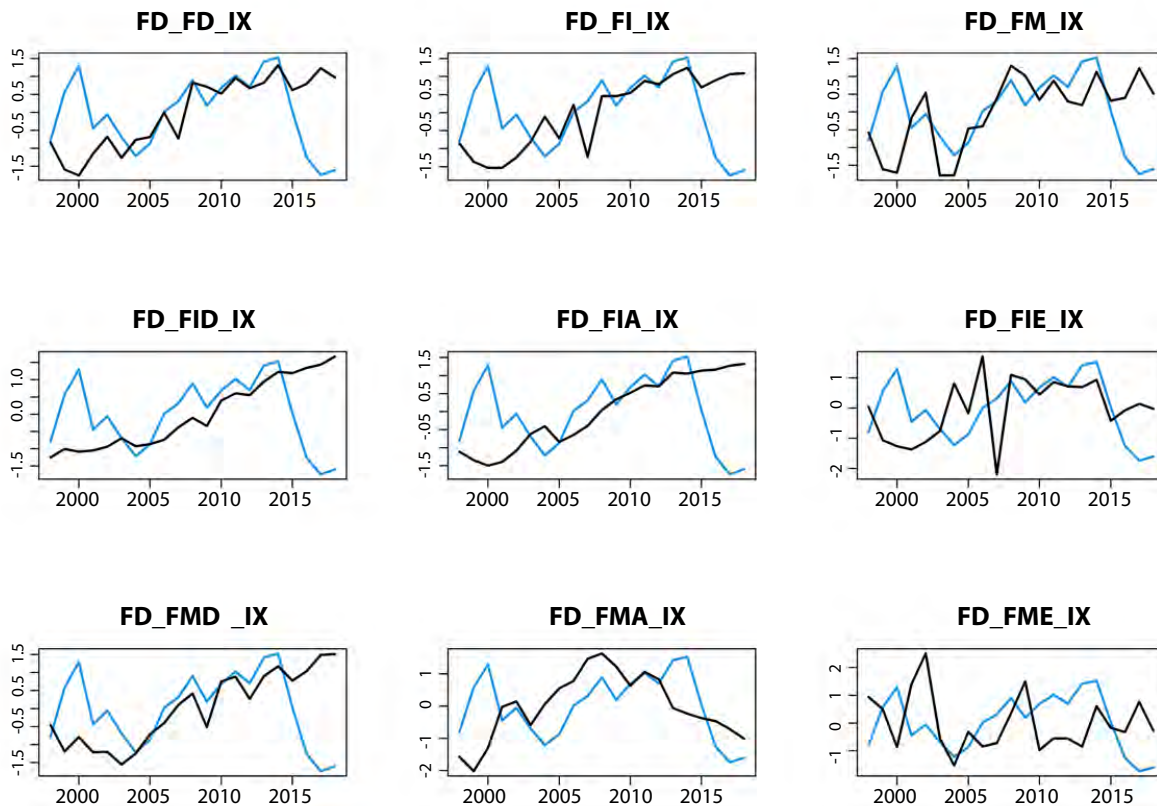 FD_FD_IX FD_FI_IX FD_FM_IX
1.5 1.5 1.5
0.5 0.5 0.5
-0.5 -0.5 -0.5
-1.5 -1.5 -1.5
2000 2005 2010 2015 2000 2005 2010 2015 2000 2005 2010 2015
FD_FID_IX FD_FIA_IX FD_FIE_IX
1.0 1.5 1
0.0 0.5 0
-1.5 -0.5 -1
-1.5 -2
2000 2005 2010 2015 2000 2005 2010 2015 2000 2005 2010 2015
FD_FMD _IX FD_FMA_IX FD_FME_IX
1.5 1 2
0.5 0 1
-0.5 -1 0
-1.5 -2 -1
2000 2005 2010 2015 2000 2005 2010 2015 2000 2005 2010 2015